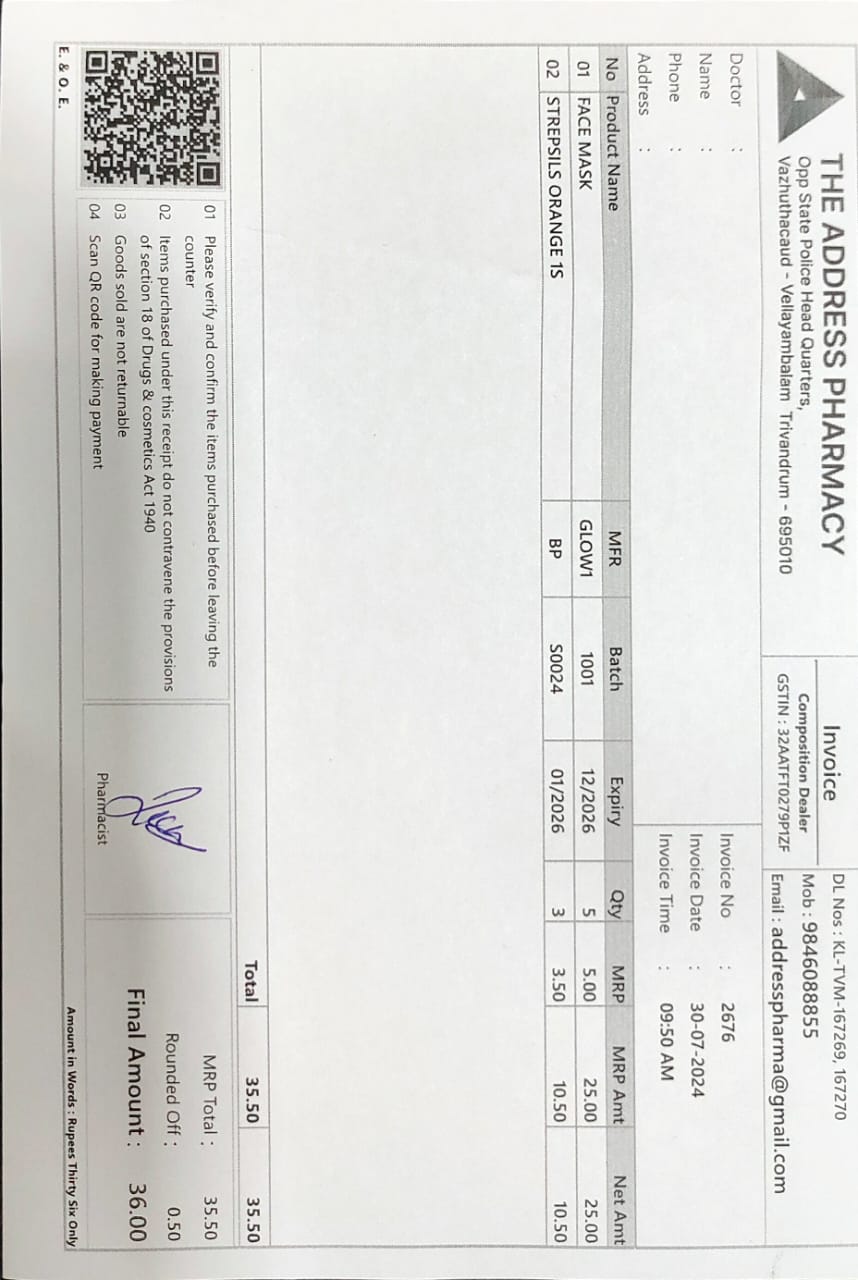 THE ADDRESS PHARMACY
Opp State Police Head Quarters,
Vazhuthacaud - Vellayambalam Trivandrum - 695010
Invoice
Composition Dealer
GSTIN : 32AATFT0279P1ZF
DL Nos : KL-TVM-167269, 167270
Mob : 9846088855
Email : addresspharma@gmail.com
Doctor :
Name :
Phone :
Address :
Invoice No : 2676
Invoice Date : 30-07-2024
Invoice Time : 09:50 AM
No Product Name MFR Batch Expiry Qty MRP MRP Amt Net Amt
01 FACE MASK GLOW1 1001 12/2026 5 5.00 25.00 25.00
02 STREPSILS ORANGE 1S BP S0024 01/2026 3 3.50 10.50 10.50
Total 35.50 35.50
01 Please verify and confirm the items purchased before leaving the
counter
02 Items purchased under this receipt do not contravene the provisions
of section 18 of Drugs & cosmetics Act 1940
03 Goods sold are not returnable
04 Scan QR code for making payment
Pharmacist
MRP Total : 35.50
Rounded Off : 0.50
Final Amount : 36.00
E. & O. E.
Amount in Words : Rupees Thirty Six Only